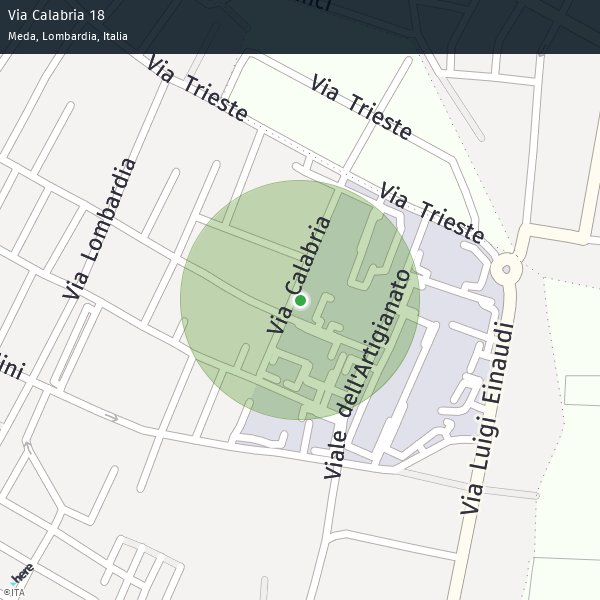 Via Calabria 18
Meda, Lombardia, Italia
Via Trieste
Via Trieste
Via Lombardia
Via Trieste
Via Calabria
Viale dell'Artigianato
Via Luigi Einaudi
here
©ITA